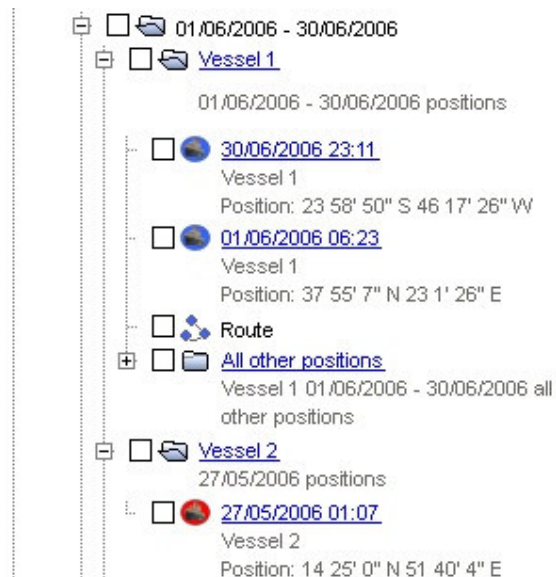 01/06/2006 - 30/06/2006
Vessel 1
01/06/2006 - 30/06/2006 positions
30/06/2006 23:11
Vessel 1
Position: 23 58' 50" S 46 17' 26" W
01/06/2006 06:23
Vessel 1
Position: 37 55' 7" N 23 1' 26" E
Route
All other positions
Vessel 1 01/06/2006 - 30/06/2006 all
other positions
Vessel 2
27/05/2006 positions
27/05/2006 01:07
Vessel 2
Position: 14 25' 0" N 51 40' 4" E